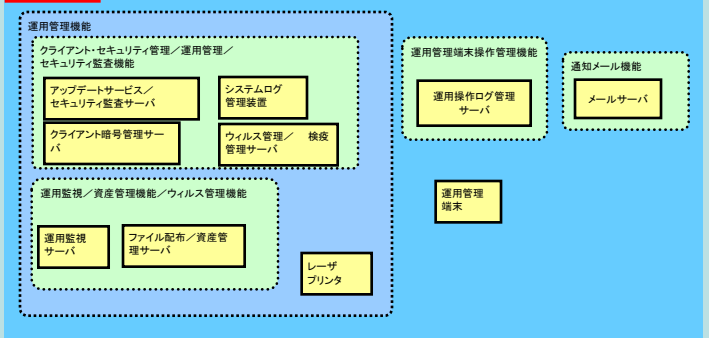 運用管理機能
クライアント・セキュリティ管理／運用管理／
セキュリティ監査機能
アップデートサービス／
セキュリティ監査サーバ
システムログ
管理装置
クライアント暗号管理サー
バ
ウィルス管理／　検疫
管理サーバ
運用監視／資産管理機能／ウィルス管理機能
運用監視
サーバ
ファイル配布／資産管
理サーバ
レーザ
プリンタ
運用管理端末操作管理機能
運用操作ログ管理
サーバ
通知メール機能
メールサーバ
運用管理
端末